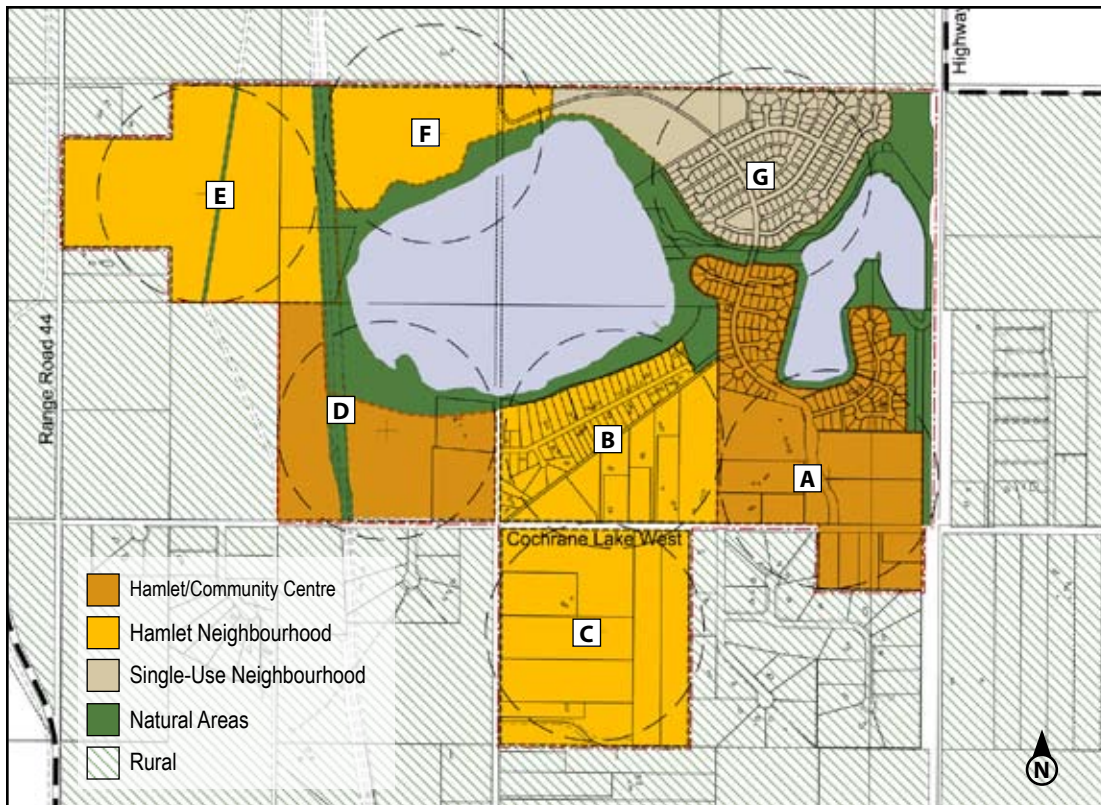 Highway
F
E
G
Range Road 44
D
B
A
Cochrane Lake West
C
Hamlet/Community Centre
Hamlet Neighbourhood
Single-Use Neighbourhood
Natural Areas
Rural
N